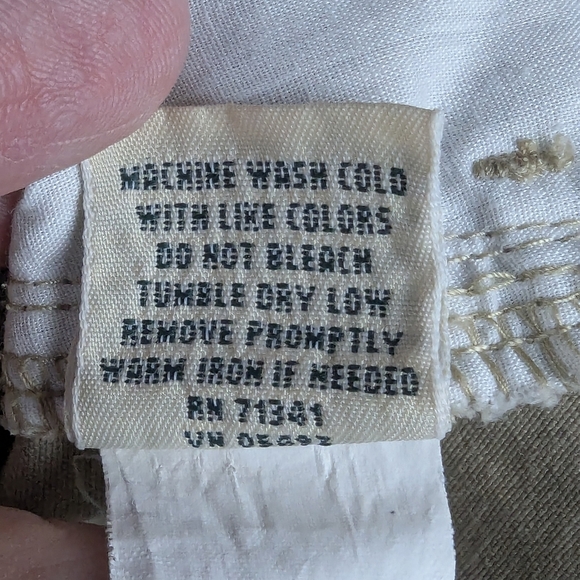 MACHINE WASH COLD
WITH LIKE COLORS
DO NOT BLEACH
TUMBLE DRY LOW
REMOVE PROMPTLY
WARM IRON IF NEEDED
RN 71341
VN